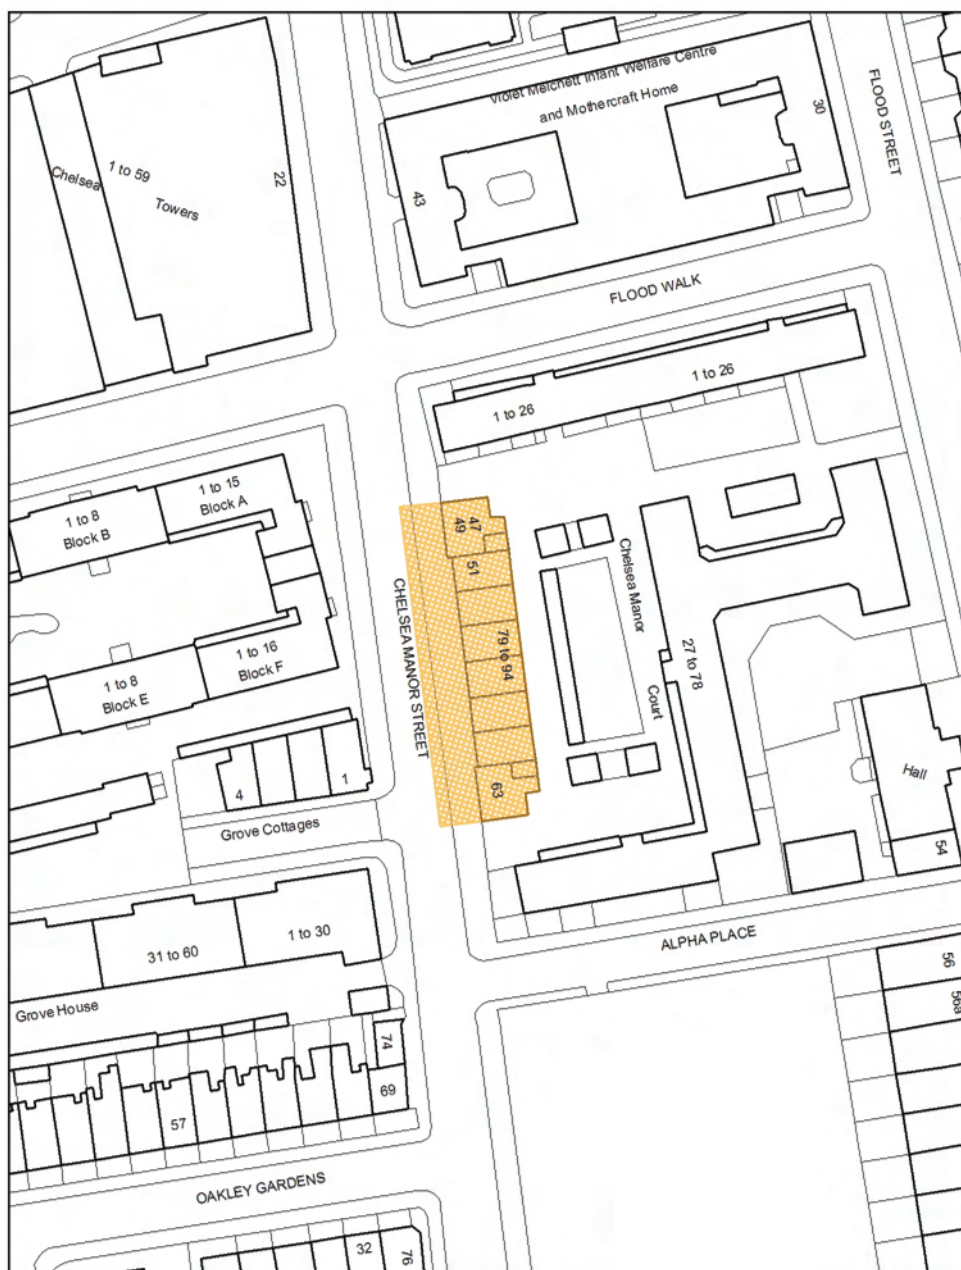 Violet Melchett Infant Welfare Centre
and Mothercraft Home
30
FLOOD STREET
1 to 59
Chelsea
Towers
22
43
FLOOD WALK
1 to 26
1 to 26
1 to 15
Block A
1 to 8
Block B
47
49
51
CHELSEA MANOR STREET
79 to 94
Chelsea Manor
Court
27 to 78
1 to 16
Block F
1 to 8
Block E
63
Hall
54
4
1
Grove Cottages
31 to 60
1 to 30
ALPHA PLACE
56
56a
Grove House
74
69
57
OAKLEY GARDENS
32
76